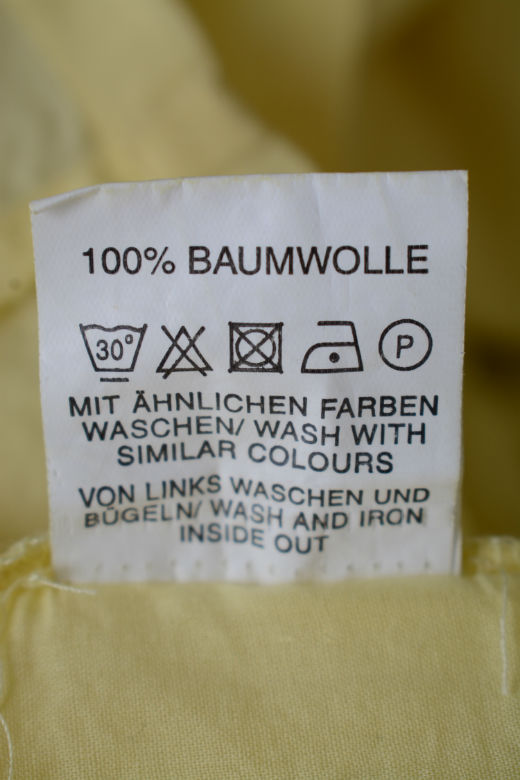 100% BAUMWOLLE
30° P
MIT ÄHNLICHEN FARBEN
WASCHEN/ WASH WITH
SIMILAR COLOURS
VON LINKS WASCHEN UND
BÜGELN/ WASH AND IRON
INSIDE OUT